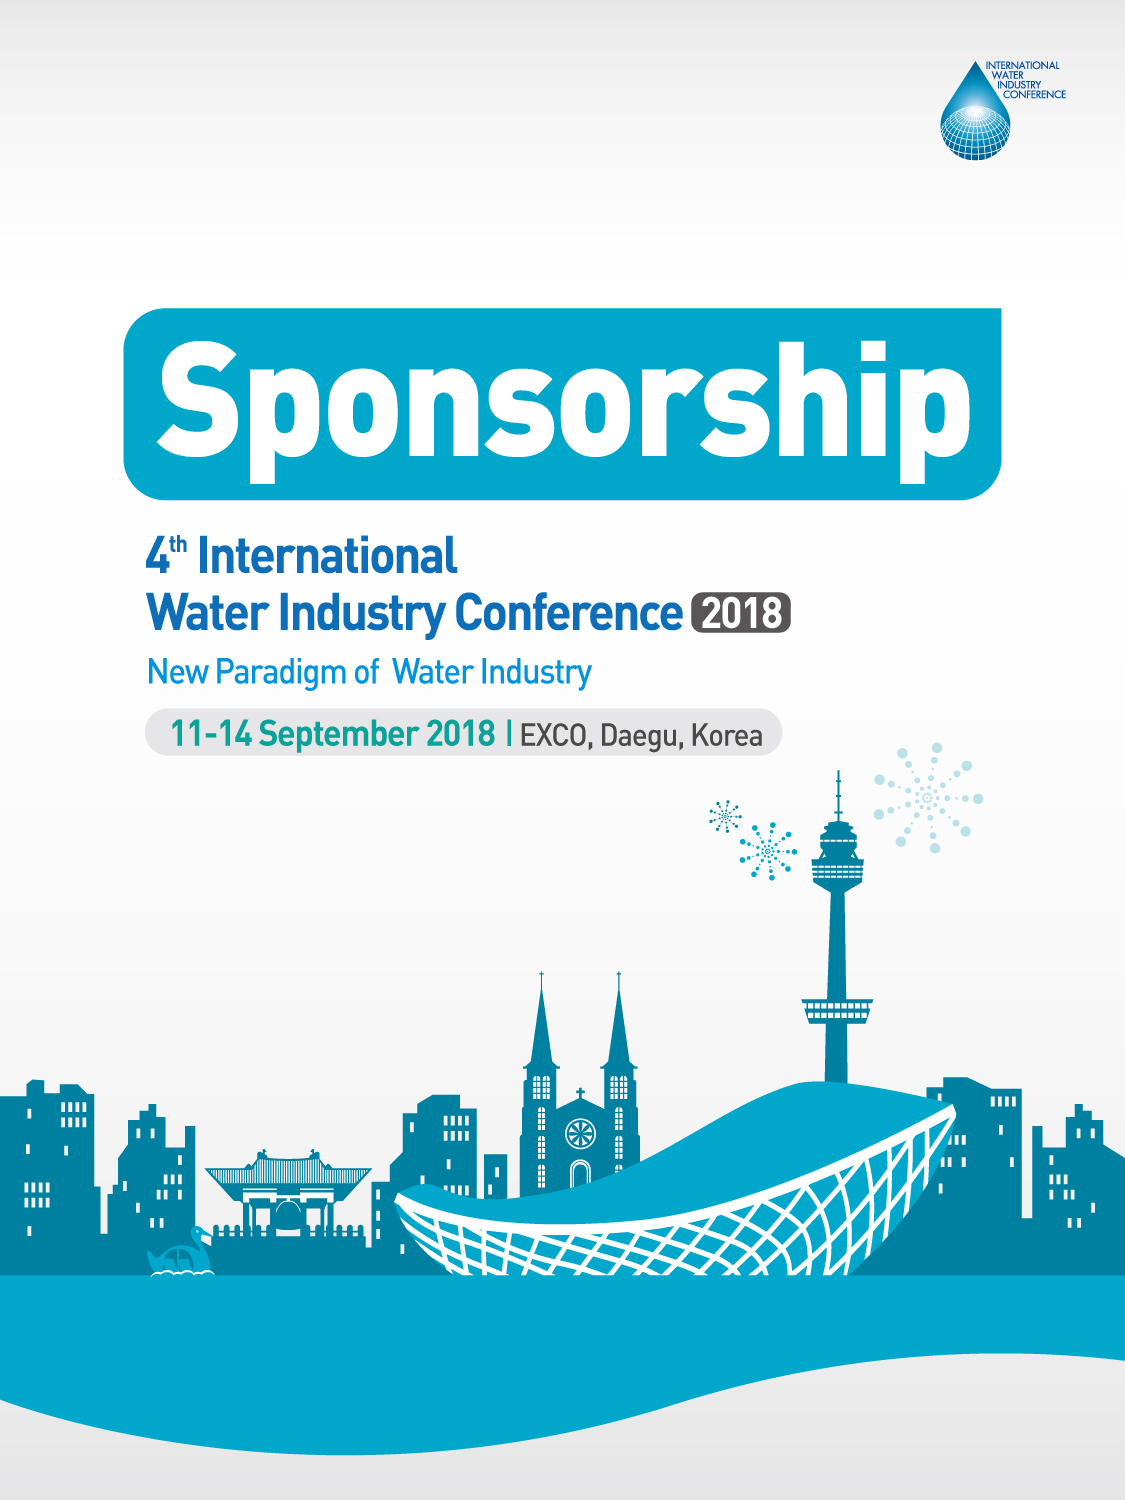 INTERNATIONAL
WATER
INDUSTRY
CONFERENCE
Sponsorship
4th International
Water Industry Conference 2018
New Paradigm of Water Industry
11-14 September 2018 | EXCO, Daegu, Korea